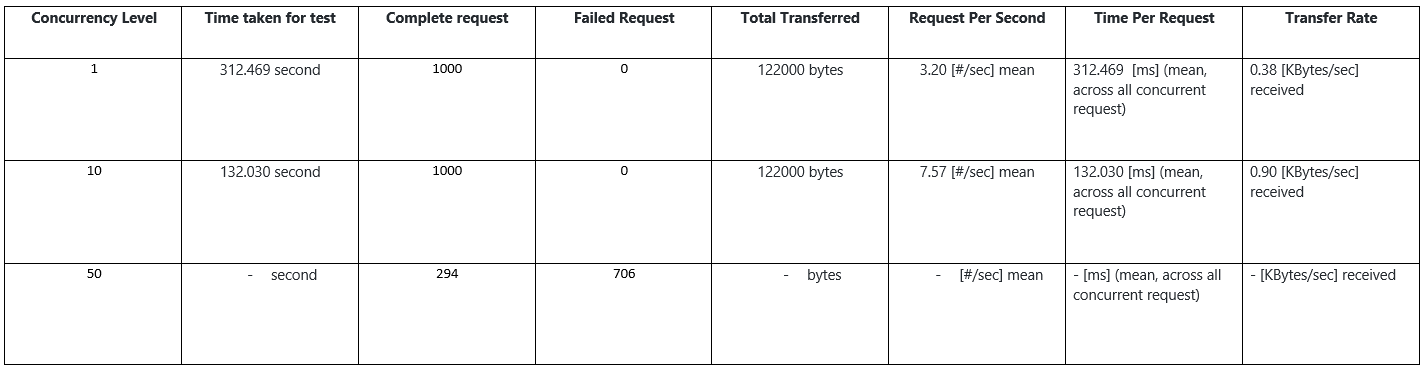 Concurrency Level Time taken for test Complete request Failed Request Total Transferred Request Per Second Time Per Request Transfer Rate
1 312.469 second 1000 0 122000 bytes 3.20 [#/sec] mean 312.469 [ms] (mean, 0.38 [KBytes/sec]
across all concurrent received
request)
10 132.030 second 1000 0 122000 bytes 7.57 [#/sec] mean 132.030 [ms] (mean, 0.90 [KBytes/sec]
across all concurrent received
request)
50 - second 294 706 - bytes - [#/sec] mean - [ms] (mean, across all - [KBytes/sec] received
concurrent request)